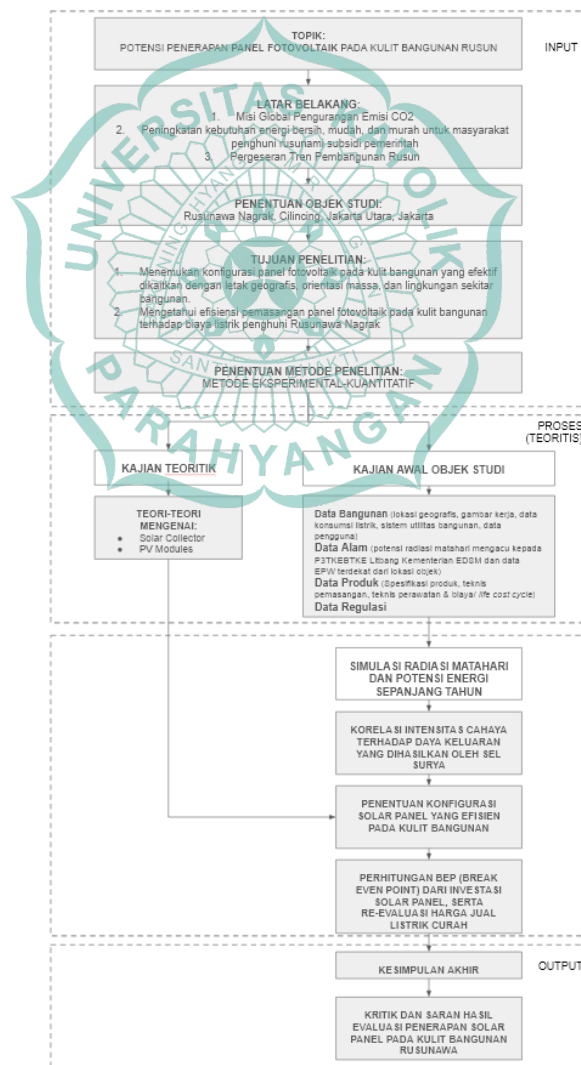 TOPIK:
POTENSI PENERAPAN PANEL FOTOVOLTAIK PADA KULIT BANGUNAN RUSUN
INPUT
LATAR BELAKANG:
1. Misi Global Pengurangan Emisi CO2
2. Peningkatan kebutuhan energi bersih, mudah, dan murah untuk masyarakat
penghuni rusunami subsidi pemerintah
3. Pergeseran Tren Pembangunan Rusun
PENENTUAN OBJEK STUDI:
Rusunawa Nagrak, Cilincing, Jakarta Utara, Jakarta
TUJUAN PENELITIAN:
1. Menemukan konfigurasi panel fotovoltaik pada kulit bangunan yang efektif
dikaitkan dengan letak geografis, orientasi massa, dan lingkungan sekitar
bangunan.
2. Mengetahui efisiensi pemasangan panel fotovoltaik pada kulit bangunan
terhadap biaya listrik penghuni Rusunawa Nagrak
PENENTUAN METODE PENELITIAN:
METODE EKSPERIMENTAL-KUANTITATIF
PROSES
(TEORITIS)
KAJIAN TEORITIK
KAJIAN AWAL OBJEK STUDI
TEORI-TEORI
MENGENAI:
• Solar Collector
• PV Modules
Data Bangunan (lokasi geografis, gambar kerja, data
konsumsi listrik, sistem utilitas bangunan, data
pengguna)
Data Alam (potensi radiasi matahari mengacu kepada
P3TKEBTKE Litbang Kementerian EDSM dan data
EPW terdekat dari lokasi objek)
Data Produk (Spesifikasi produk, teknis
pemasangan, teknis perawatan & biaya/ life cost cycle)
Data Regulasi
SIMULASI RADIASI MATAHARI
DAN POTENSI ENERGI
SEPANJANG TAHUN
KORELASI INTENSITAS CAHAYA
TERHADAP DAYA KELUARAN
YANG DIHASILKAN OLEH SEL
SURYA
PENENTUAN KONFIGURASI
SOLAR PANEL YANG EFISIEN
PADA KULIT BANGUNAN
PERHITUNGAN BEP (BREAK
EVEN POINT) DARI INVESTASI
SOLAR PANEL, SERTA
RE-EVALUASI HARGA JUAL
LISTRIK CURAH
KESIMPULAN AKHIR
OUTPUT
KRITIK DAN SARAN HASIL
EVALUASI PENERAPAN SOLAR
PANEL PADA KULIT BANGUNAN
RUSUNAWA
UNIVERSITAS KATOLIK
PARAHYANGAN